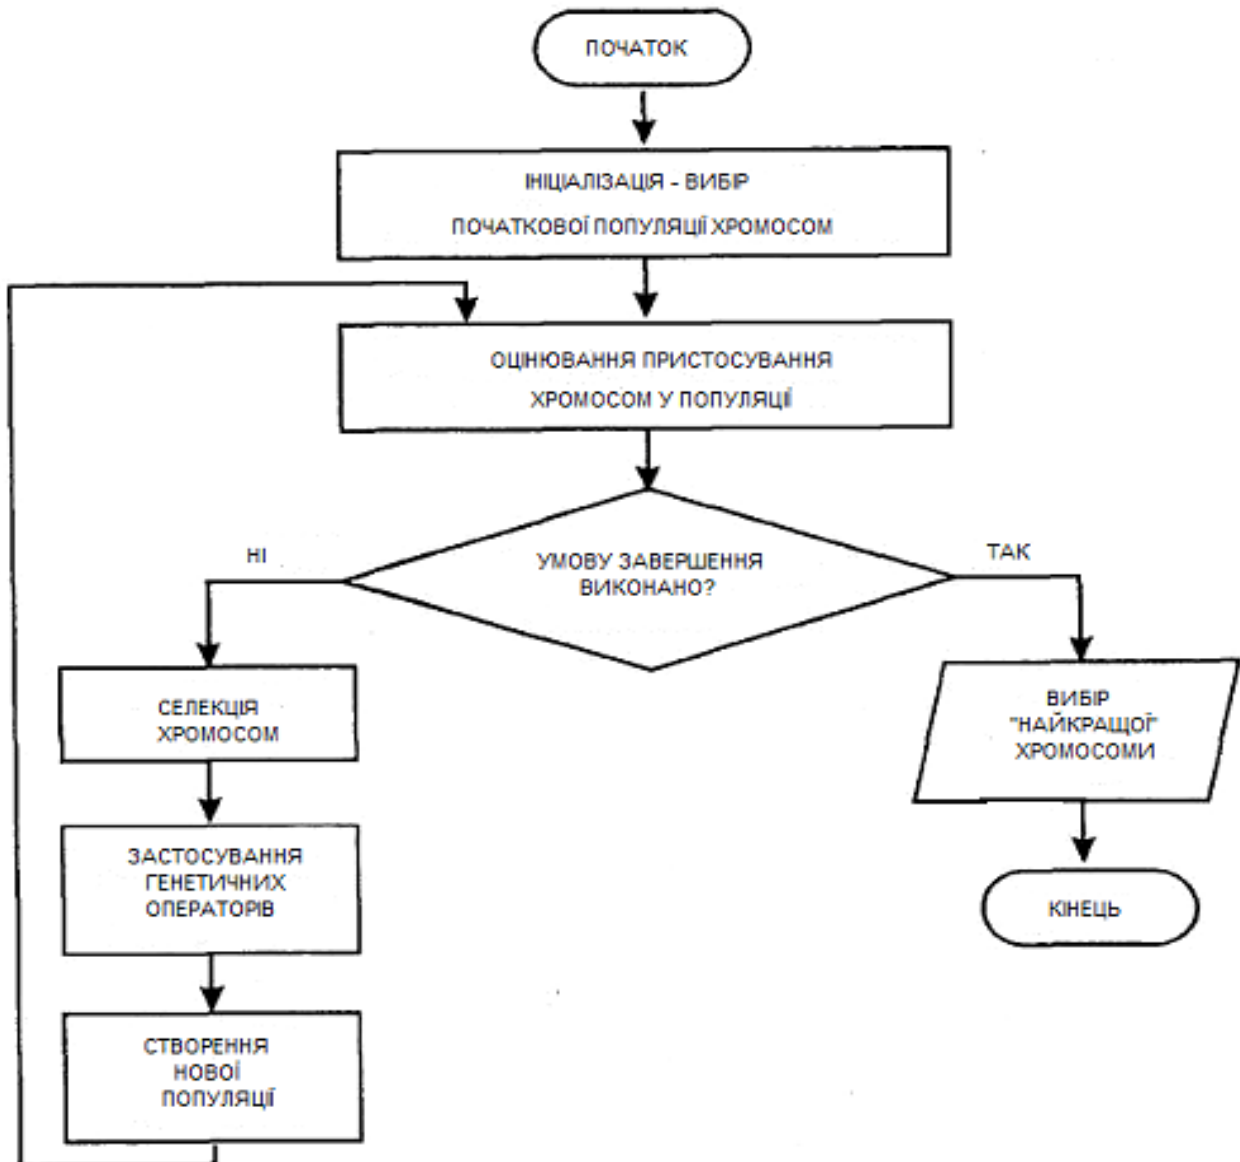 ПОЧАТОК
ІНІЦІАЛІЗАЦІЯ - ВИБІР
ПОЧАТКОВОЇ ПОПУЛЯЦІЇ ХРОМОСОМ
ОЦІНЮВАННЯ ПРИСТОСУВАННЯ
ХРОМОСОМ У ПОПУЛЯЦІЇ
УМОВУ ЗАВЕРШЕННЯ
ВИКОНАНО?
НІ
ТАК
СЕЛЕКЦІЯ
ХРОМОСОМ
ЗАСТОСУВАННЯ
ГЕНЕТИЧНИХ
ОПЕРАТОРІВ
СТВОРЕННЯ
НОВОЇ
ПОПУЛЯЦІЇ
ВИБІР
"НАЙКРАЩОЇ"
ХРОМОСОМИ
КІНЕЦЬ